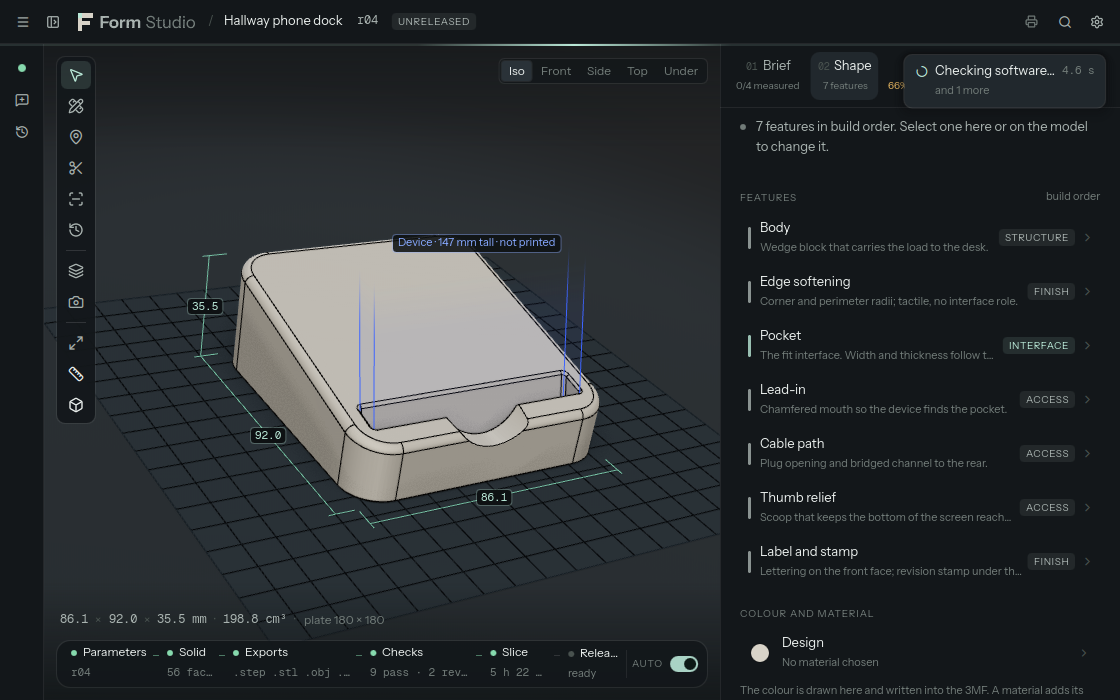 Form Studio / Hallway phone dock r04 UNRELEASED
Iso Front Side Top Under
01 Brief
0/4 measured
02 Shape
7 features
66%
Checking software... 4.6 s
and 1 more
7 features in build order. Select one here or on the model
to change it.
FEATURES build order
Body
Wedge block that carries the load to the desk.
STRUCTURE
Edge softening
Corner and perimeter radii; tactile, no interface role.
FINISH
Pocket
The fit interface. Width and thickness follow t...
INTERFACE
Lead-in
Chamfered mouth so the device finds the pocket.
ACCESS
Cable path
Plug opening and bridged channel to the rear.
ACCESS
Thumb relief
Scoop that keeps the bottom of the screen reach...
ACCESS
Label and stamp
Lettering on the front face; revision stamp under th...
FINISH
COLOUR AND MATERIAL
Design
No material chosen
The colour is drawn here and written into the 3MF. A material adds its
Device · 147 mm tall · not printed
35.5
92.0
86.1
86.1 × 92.0 × 35.5 mm · 198.8 cm³ plate 180 × 180
Parameters
r04
Solid
56 fac...
Exports
.step .stl .obj ...
Checks
9 pass · 2 rev...
Slice
5 h 22 ...
Relea...
ready
AUTO